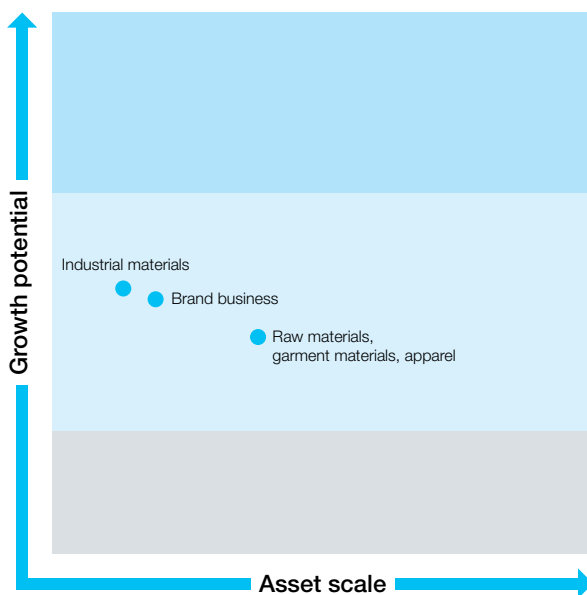 Growth potential
Industrial materials
Brand business
Raw materials,
garment materials, apparel
Asset scale